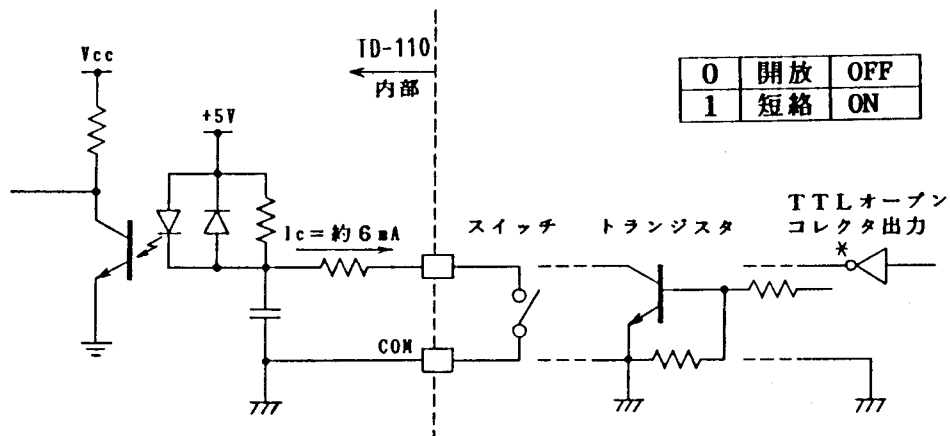 Vcc
TD-110
内部
+5V
Ic=約6mA
COM
スイッチ
トランジスタ
TTLオープン
コレクタ出力
*
0 開放 OFF
1 短絡 ON